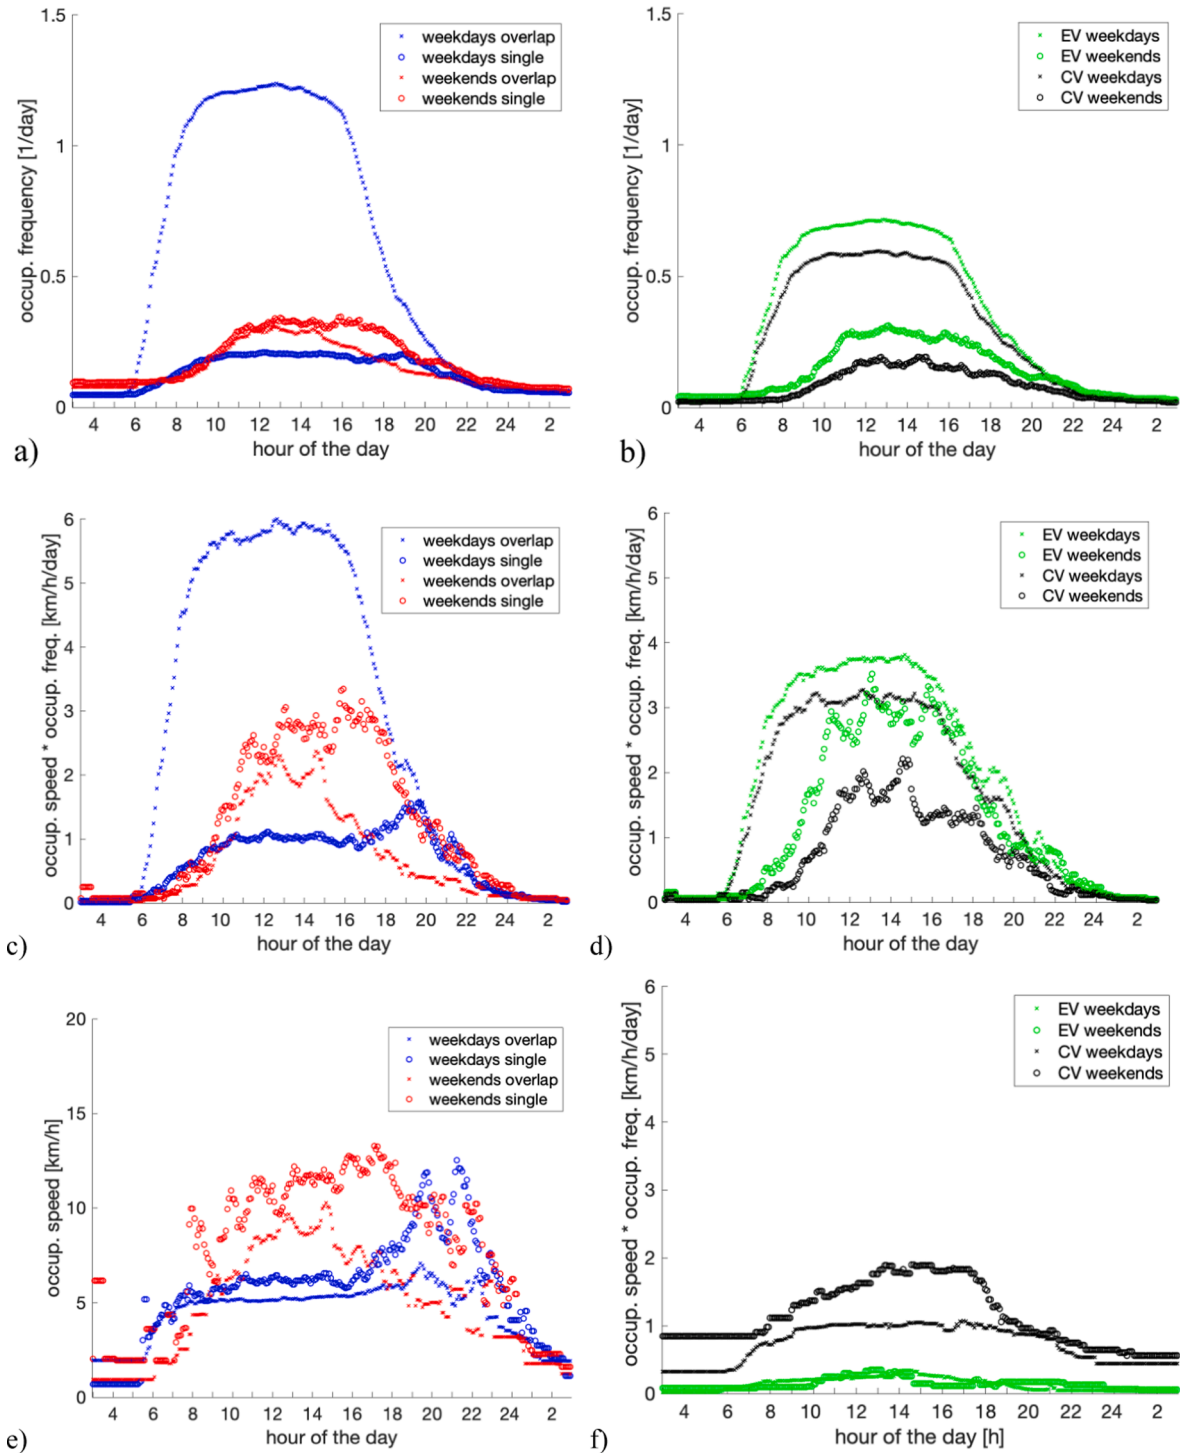 1.5
1
0.5
0
occup. frequency [1/day]
weekdays overlap
weekdays single
weekends overlap
weekends single
4 6 8 10 12 14 16 18 20 22 24 2
hour of the day
a)
1.5
1
0.5
0
occup. frequency [1/day]
EV weekdays
EV weekends
CV weekdays
CV weekends
4 6 8 10 12 14 16 18 20 22 24 2
hour of the day
b)
6
5
4
3
2
1
0
occup. speed * occup. freq. [km/h/day]
weekdays overlap
weekdays single
weekends overlap
weekends single
4 6 8 10 12 14 16 18 20 22 24 2
hour of the day
c)
6
5
4
3
2
1
0
occup. speed * occup. freq. [km/h/day]
EV weekdays
EV weekends
CV weekdays
CV weekends
4 6 8 10 12 14 16 18 20 22 24 2
hour of the day
d)
20
15
10
5
0
occup. speed [km/h]
weekdays overlap
weekdays single
weekends overlap
weekends single
4 6 8 10 12 14 16 18 20 22 24 2
hour of the day
e)
6
5
4
3
2
1
0
occup. speed * occup. freq. [km/h/day]
EV weekdays
EV weekends
CV weekdays
CV weekends
4 6 8 10 12 14 16 18 20 22 24 2
hour of the day [h]
f)